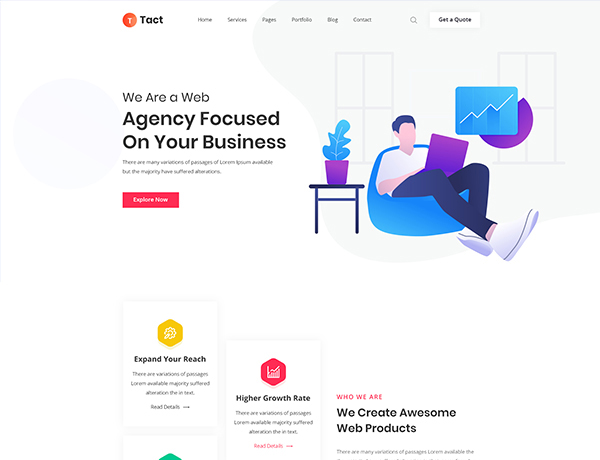 T Tact
Home Services Pages Portfolio Blog Contact
Get a Quote
We Are a Web
Agency Focused
On Your Business
There are many variations of passages of Lorem Ipsum available
but the majority have suffered alterations.
Explore Now
Expand Your Reach
There are variations of passages
Lorem available majority suffered
alteration in the text.
Read Details
Higher Growth Rate
There are variations of passages
Lorem available majority suffered
alteration in the text.
Read Details
WHO WE ARE
We Create Awesome
Web Products
There are many variations of passages available the